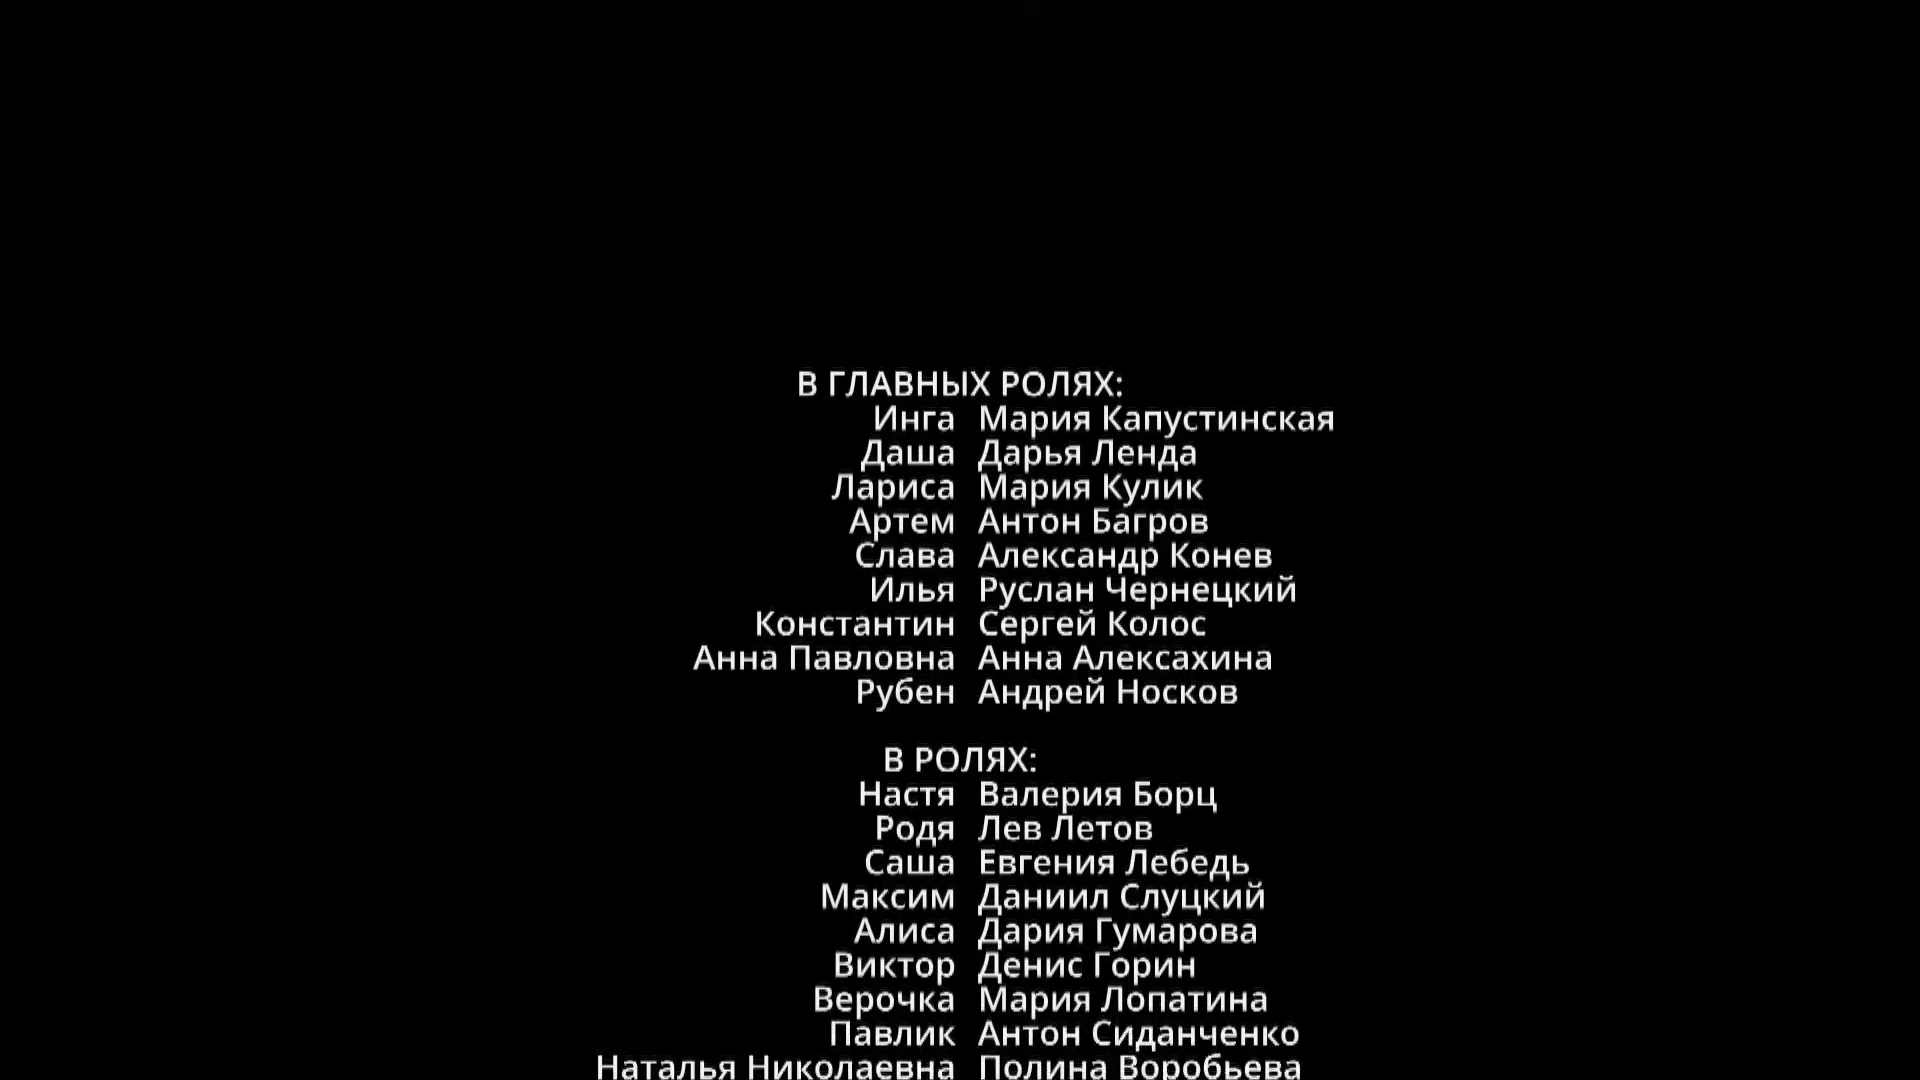 В ГЛАВНЫХ РОЛЯХ:
Инга Мария Капустинская
Даша Дарья Ленда
Лариса Мария Кулик
Артем Антон Багров
Слава Александр Конев
Илья Руслан Чернецкий
Константин Сергей Колос
Анна Павловна Анна Алексахина
Рубен Андрей Носков
В РОЛЯХ:
Настя Валерия Борц
Родя Лев Летов
Саша Евгения Лебедь
Максим Даниил Слуцкий
Алиса Дария Гумарова
Виктор Денис Горин
Верочка Мария Лопатина
Павлик Антон Сиданченко
Наталья Николаевна Полина Воробьева